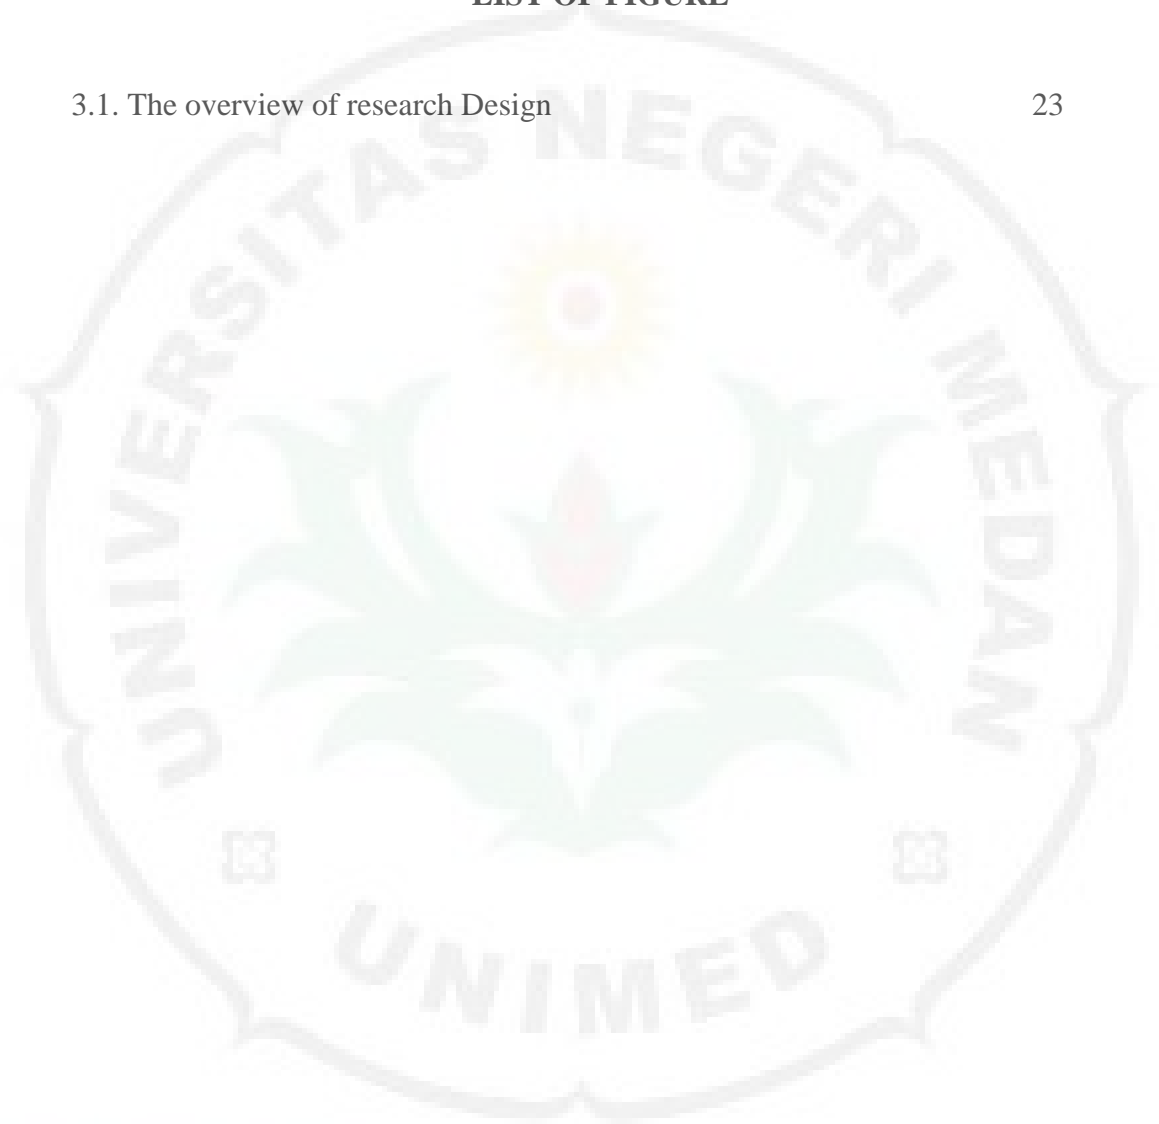 LIST OF FIGURE
3.1. The overview of research Design 23
UNIVERSITAS NEGERI MEDAN
UNIMED